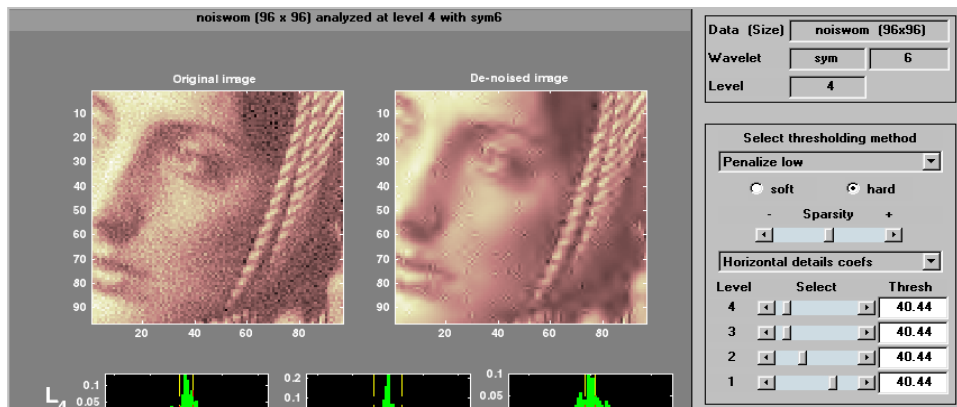 noiswom (96 x 96) analyzed at level 4 with sym6
Original image
De-noised image
10
20
30
40
50
60
70
80
90
20
40
60
80
10
20
30
40
50
60
70
80
90
20
40
60
80
L4
0.1
0.05
0.2
0.1
0.1
0.05
Data (Size) noiswom (96x96)
Wavelet sym 6
Level 4
Select thresholding method
Penalize low
soft hard
- Sparsity +
Horizontal details coefs
Level Select Thresh
4 40.44
3 40.44
2 40.44
1 40.44